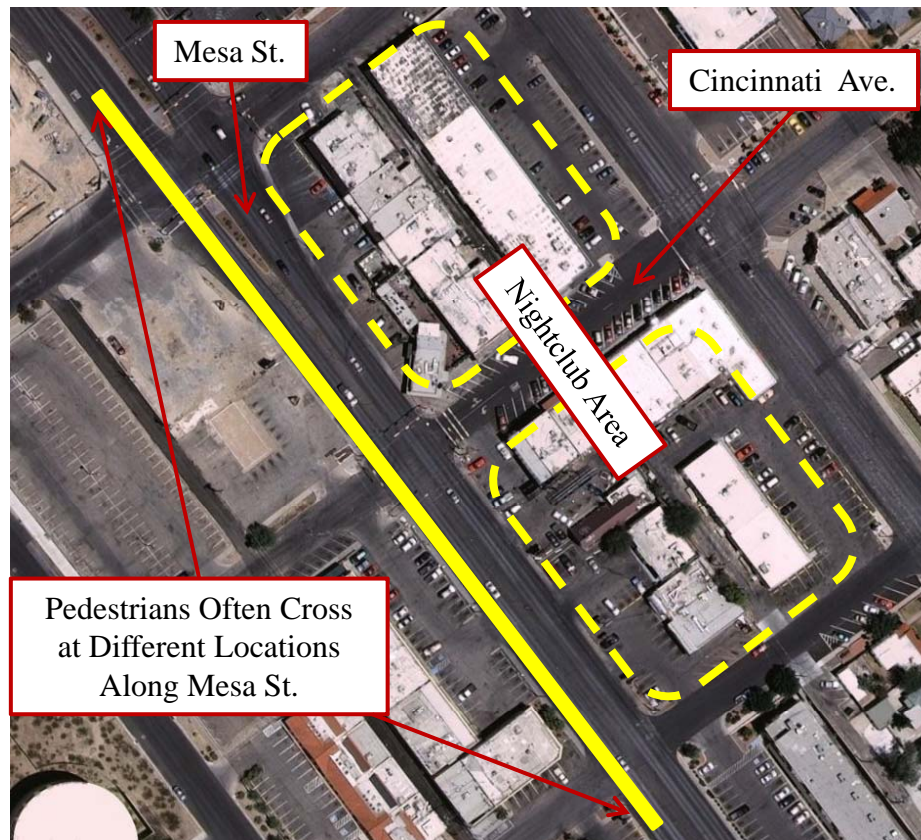 Mesa St.
Cincinnati  Ave.
Nightclub Area
Pedestrians Often Cross
at Different Locations
Along Mesa St.